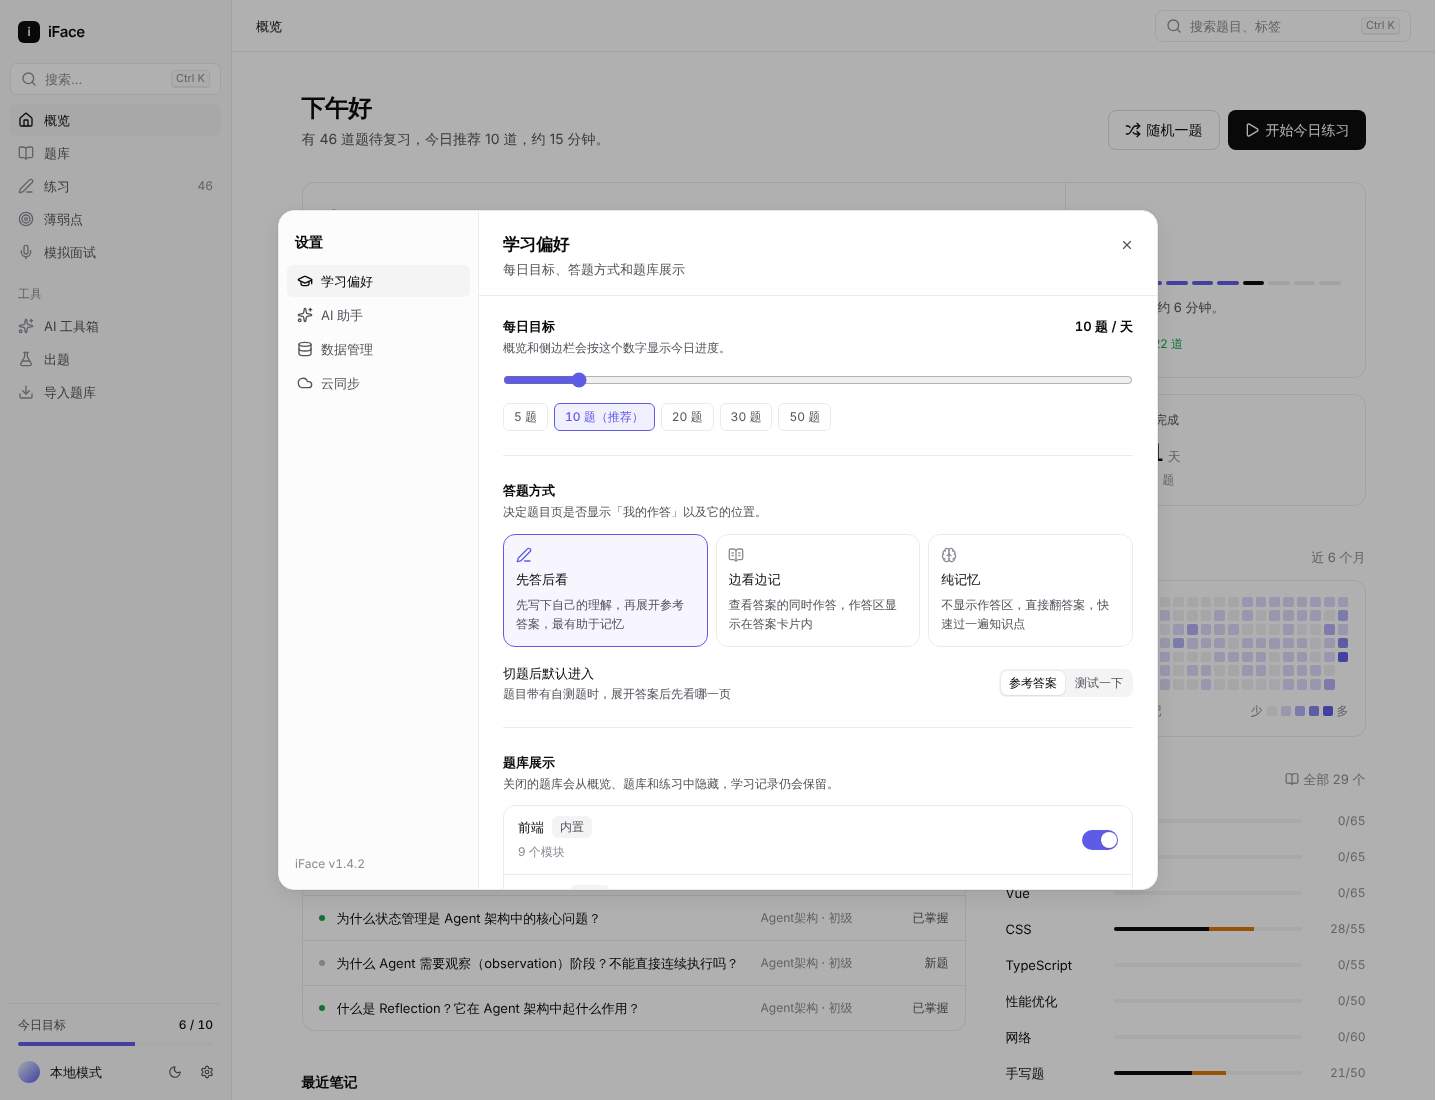 iFace
搜索... Ctrl K
概览
题库
练习 46
薄弱点
模拟面试
工具
AI 工具箱
出题
导入题库
今日目标 6 / 10
本地模式
概览
搜索题目、标签 Ctrl K
下午好
有 46 道题待复习，今日推荐 10 道，约 15 分钟。
随机一题
开始今日练习
设置
学习偏好
AI 助手
数据管理
云同步
iFace v1.4.2
学习偏好
每日目标、答题方式和题库展示
每日目标 10 题 / 天
概览和侧边栏会按这个数字显示今日进度。
5 题 10 题（推荐） 20 题 30 题 50 题
答题方式
决定题目页是否显示「我的作答」以及它的位置。
先答后看
先写下自己的理解，再展开参考
答案，最有助于记忆
边看边记
查看答案的同时作答，作答区显
示在答案卡片内
纯记忆
不显示作答区，直接翻答案，快
速过一遍知识点
切题后默认进入
题目带有自测题时，展开答案后先看哪一页
参考答案 测试一下
题库展示
关闭的题库会从概览、题库和练习中隐藏，学习记录仍会保留。
前端 内置
9 个模块
约 6 分钟。
22 道
完成
天
题
近 6 个月
少 多
全部 29 个
0/65
0/65
Vue 0/65
CSS 28/55
TypeScript 0/55
性能优化 0/50
网络 0/60
手写题 21/50
为什么状态管理是 Agent 架构中的核心问题？ Agent架构 · 初级 已掌握
为什么 Agent 需要观察（observation）阶段？不能直接连续执行吗？ Agent架构 · 初级 新题
什么是 Reflection？它在 Agent 架构中起什么作用？ Agent架构 · 初级 已掌握
最近笔记